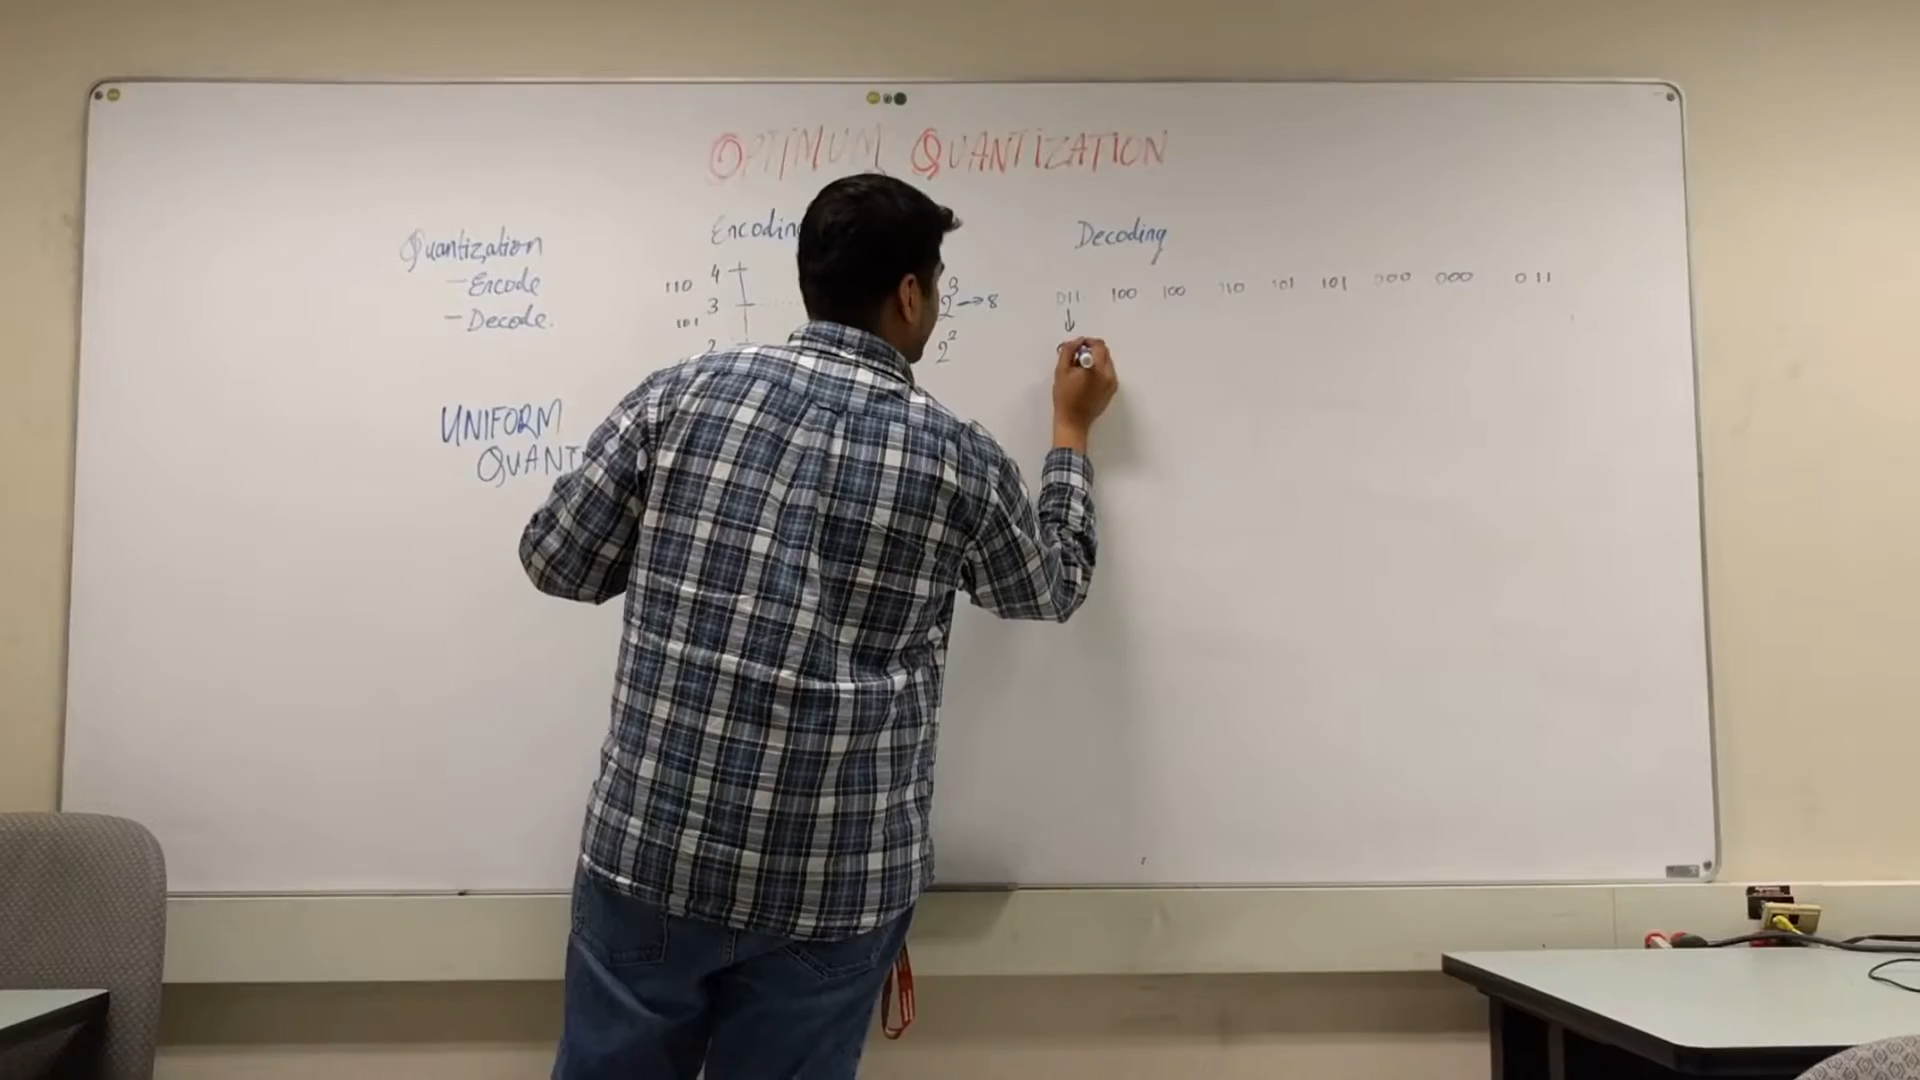 OPTIMUM QUANTIZATION
Quantization
- Encode
- Decode.
UNIFORM
QUANT
Encoding
110 4
3
101
2
2³ → 8
2²
Decoding
011 100 100 110 101 101 000 000 011
↓